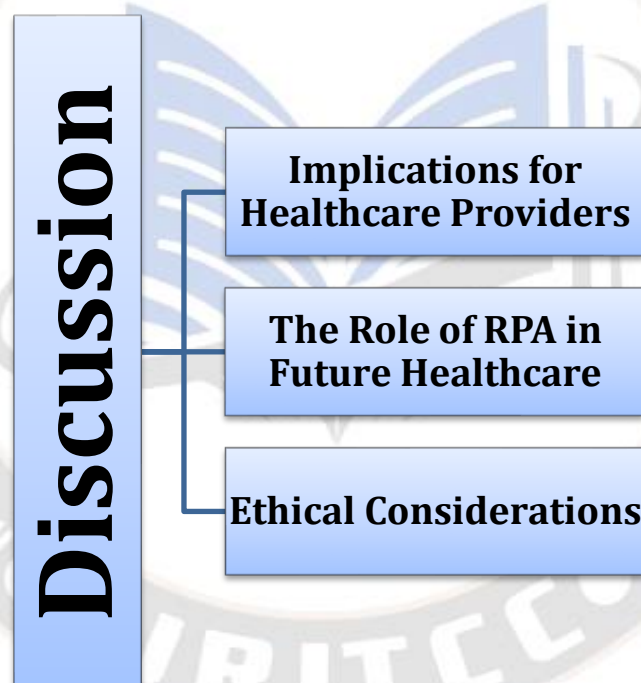 Discussion
Implications for
Healthcare Providers
The Role of RPA in
Future Healthcare
Ethical Considerations